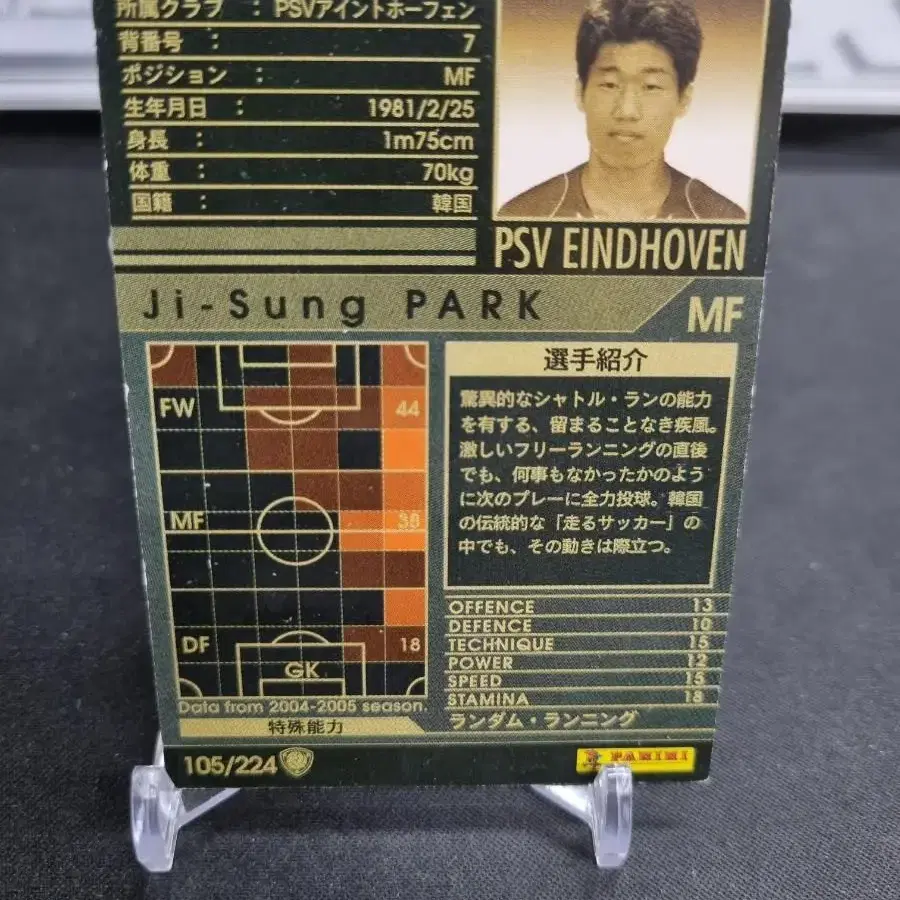 所属クラブ : PSVアイントホーフェン
背番号 : 7
ポジション : MF
生年月日 : 1981/2/25
身長 : 1m75cm
体重 : 70kg
国籍 : 韓国
PSV EINDHOVEN
Ji-Sung PARK
MF
FW 44
MF 38
DF 18
GK
Data from 2004-2005 season.
選手紹介
驚異的なシャトル・ランの能力
を有する、留まることなき疾風。
激しいフリーランニングの直後
でも、何事もなかったかのよう
に次のプレーに全力投球。韓国
の伝統的な「走るサッカー」の
中でも、その動きは際立つ。
OFFENCE 13
DEFENCE 10
TECHNIQUE 15
POWER 12
SPEED 15
STAMINA 18
特殊能力 ランダム・ランニング
105/224
PANINI